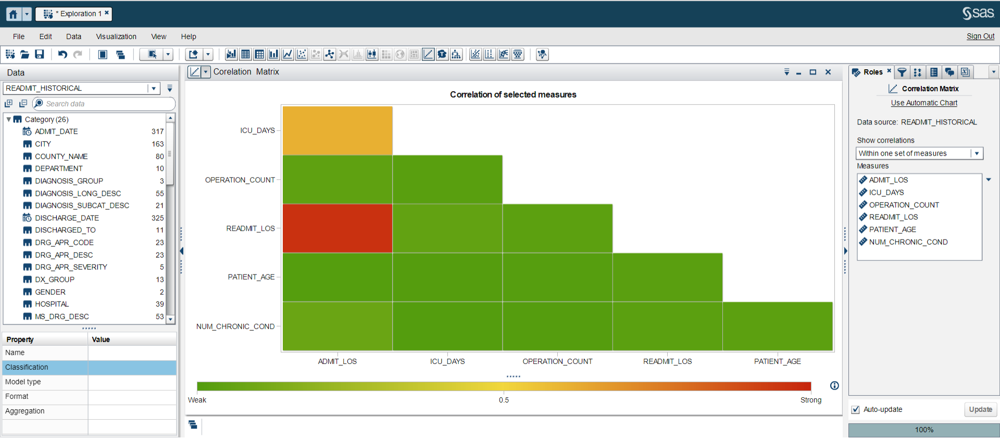 * Exploration 1
sas
File Edit Data Visualization View Help
Sign Out
Data
READMIT_HISTORICAL
Search data
Category (26)
ADMIT_DATE 317
CITY 163
COUNTY_NAME 80
DEPARTMENT 10
DIAGNOSIS_GROUP 3
DIAGNOSIS_LONG_DESC 55
DIAGNOSIS_SUBCAT_DESC 21
DISCHARGE_DATE 325
DISCHARGED_TO 11
DRG_APR_CODE 23
DRG_APR_DESC 23
DRG_APR_SEVERITY 5
DX_GROUP 13
GENDER 2
HOSPITAL 39
MS_DRG_DESC 53
Property Value
Name
Classification
Model type
Format
Aggregation
Corelation Matrix
Correlation of selected measures
ICU_DAYS
OPERATION_COUNT
READMIT_LOS
PATIENT_AGE
NUM_CHRONIC_COND
ADMIT_LOS ICU_DAYS OPERATION_COUNT READMIT_LOS PATIENT_AGE
Weak 0.5 Strong
Roles
Correlation Matrix
Use Automatic Chart
Data source: READMIT_HISTORICAL
Show correlations
Within one set of measures
Measures
ADMIT_LOS
ICU_DAYS
OPERATION_COUNT
READMIT_LOS
PATIENT_AGE
NUM_CHRONIC_COND
Auto-update Update
100%